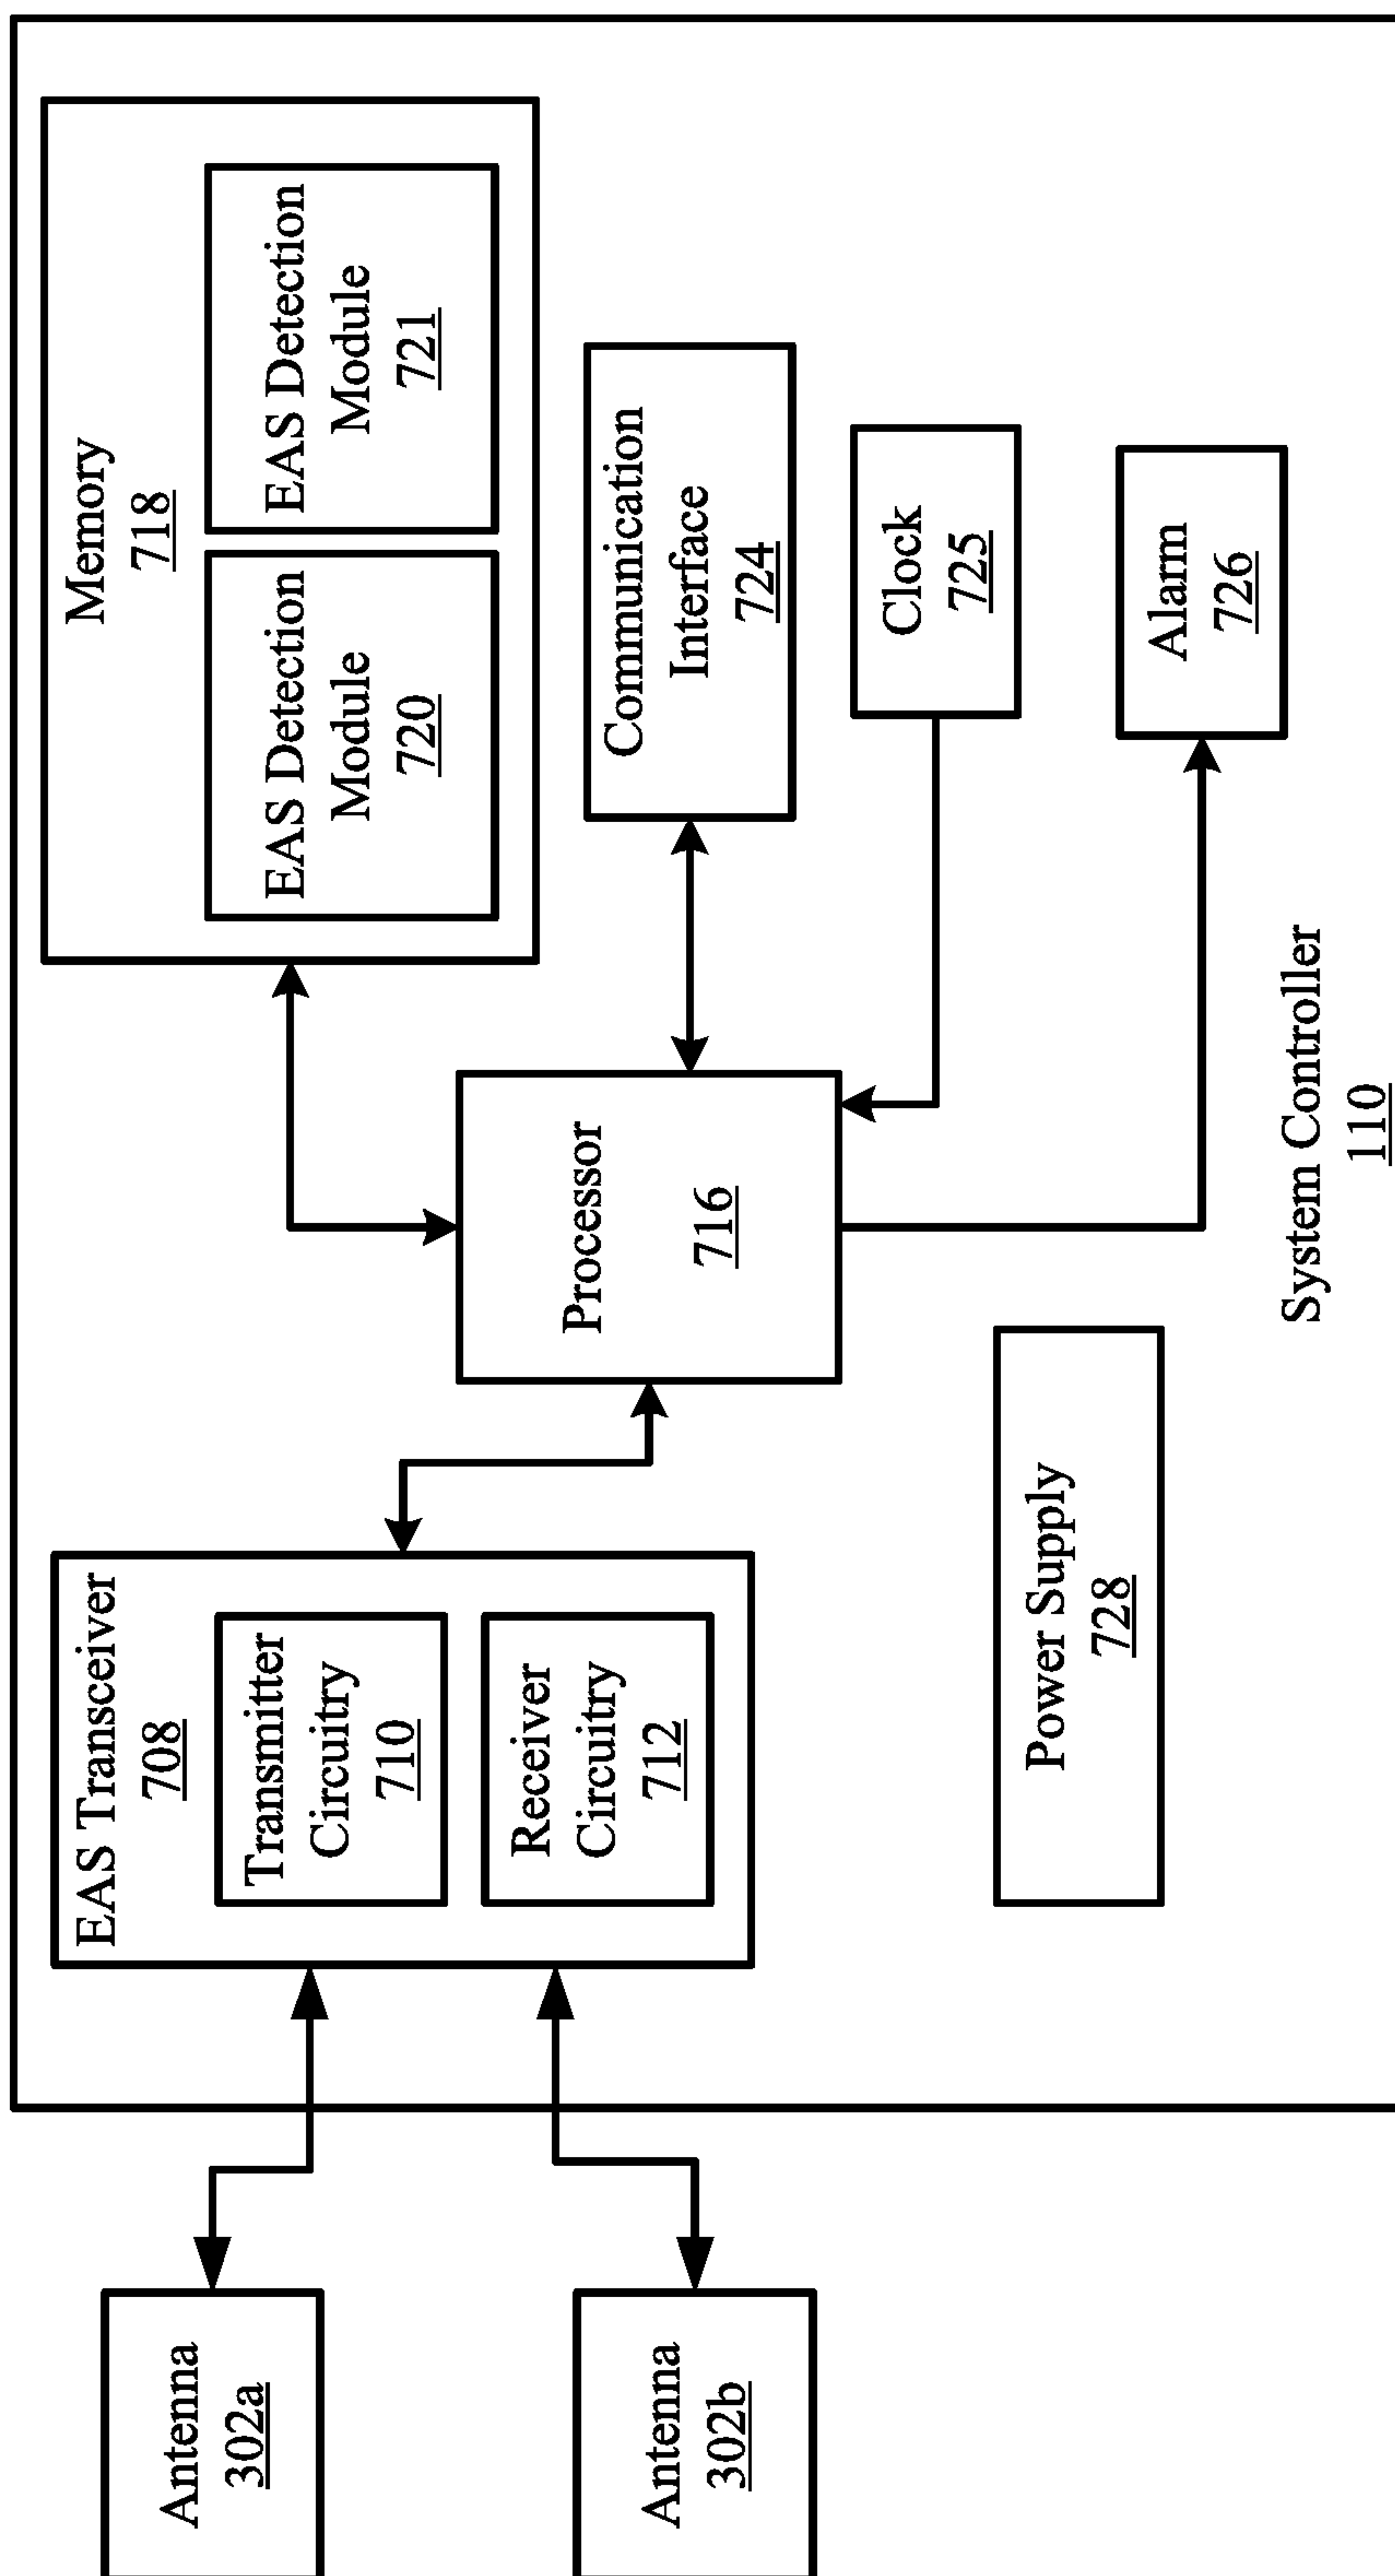 Antenna
302a
Antenna
302b
EAS Transceiver
708
Transmitter
Circuitry
710
Receiver
Circuitry
712
Processor
716
Memory
718
EAS Detection
Module
720
EAS Detection
Module
721
Communication
Interface
724
Clock
725
Alarm
726
Power Supply
728
System Controller
110